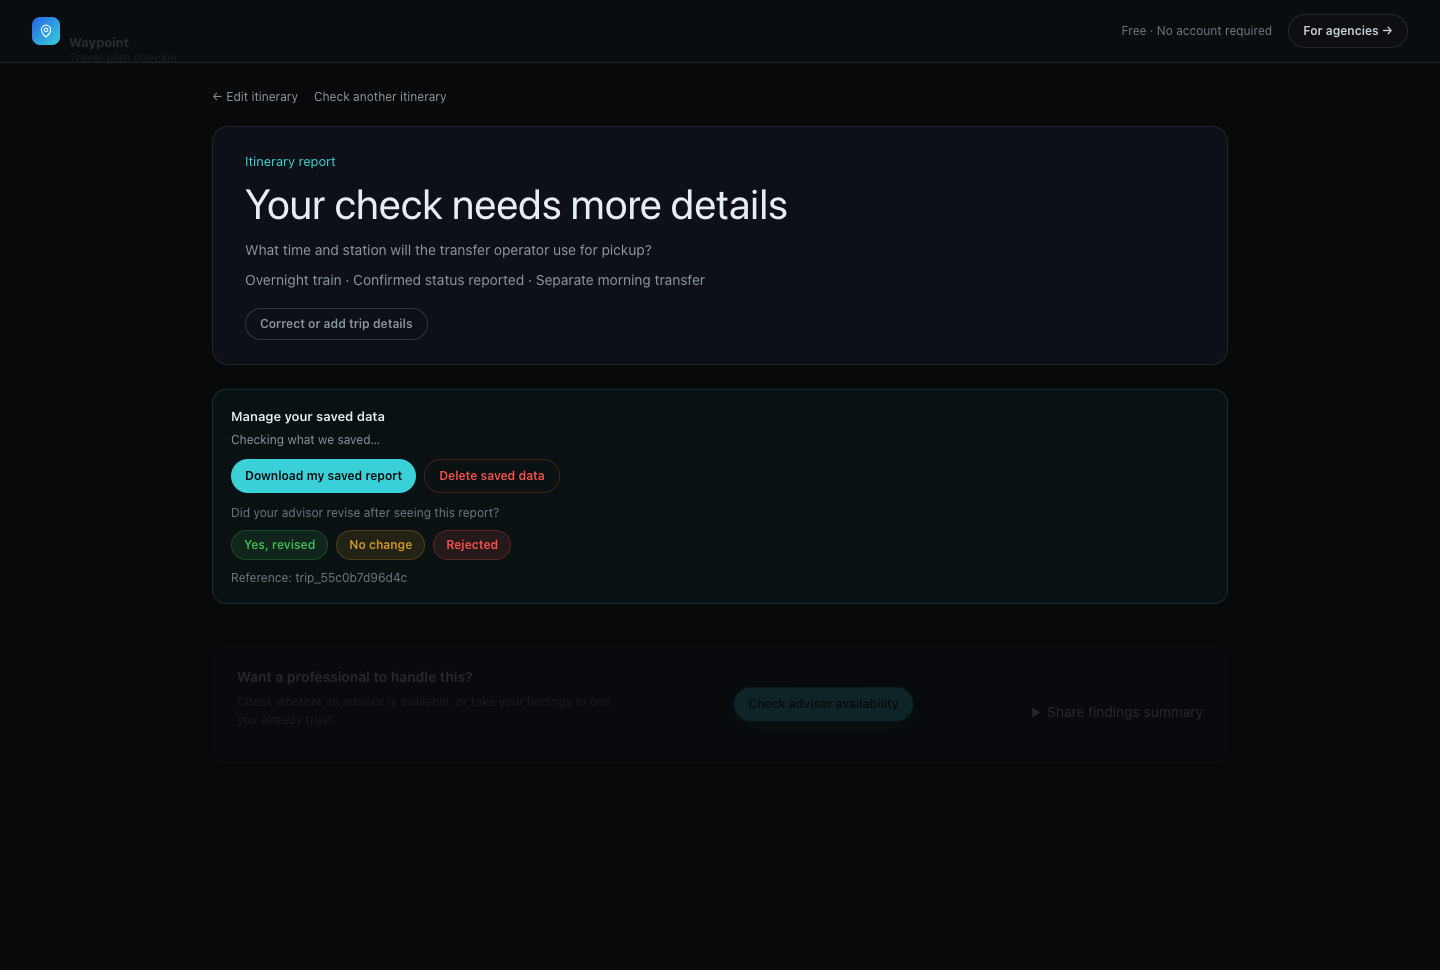 Waypoint
Travel plan checker
Free · No account required
For agencies →
← Edit itinerary
Check another itinerary
Itinerary report
Your check needs more details
What time and station will the transfer operator use for pickup?
Overnight train · Confirmed status reported · Separate morning transfer
Correct or add trip details
Manage your saved data
Checking what we saved...
Download my saved report
Delete saved data
Did your advisor revise after seeing this report?
Yes, revised
No change
Rejected
Reference: trip_55c0b7d96d4c
Want a professional to handle this?
Check whether an advisor is available, or take your findings to one
you already trust.
Check advisor availability
▶ Share findings summary